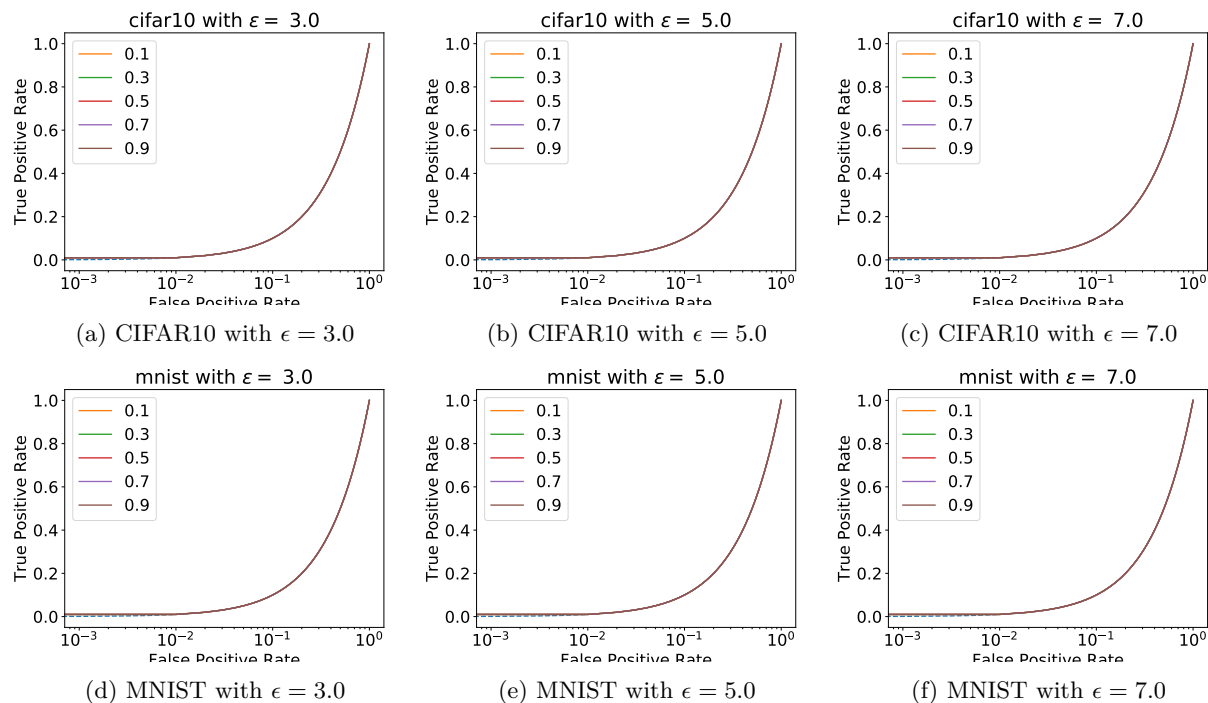 cifar10 with ε = 3.0
cifar10 with ε = 5.0
cifar10 with ε = 7.0
True Positive Rate
1.0
0.8
0.6
0.4
0.2
0.0
0.1
0.3
0.5
0.7
0.9
10⁻³ 10⁻² 10⁻¹ 10⁰
False Positive Rate
True Positive Rate
1.0
0.8
0.6
0.4
0.2
0.0
0.1
0.3
0.5
0.7
0.9
10⁻³ 10⁻² 10⁻¹ 10⁰
False Positive Rate
True Positive Rate
1.0
0.8
0.6
0.4
0.2
0.0
0.1
0.3
0.5
0.7
0.9
10⁻³ 10⁻² 10⁻¹ 10⁰
False Positive Rate
(a) CIFAR10 with ϵ = 3.0
(b) CIFAR10 with ϵ = 5.0
(c) CIFAR10 with ϵ = 7.0
mnist with ε = 3.0
mnist with ε = 5.0
mnist with ε = 7.0
True Positive Rate
1.0
0.8
0.6
0.4
0.2
0.0
0.1
0.3
0.5
0.7
0.9
10⁻³ 10⁻² 10⁻¹ 10⁰
False Positive Rate
True Positive Rate
1.0
0.8
0.6
0.4
0.2
0.0
0.1
0.3
0.5
0.7
0.9
10⁻³ 10⁻² 10⁻¹ 10⁰
False Positive Rate
True Positive Rate
1.0
0.8
0.6
0.4
0.2
0.0
0.1
0.3
0.5
0.7
0.9
10⁻³ 10⁻² 10⁻¹ 10⁰
False Positive Rate
(d) MNIST with ϵ = 3.0
(e) MNIST with ϵ = 5.0
(f) MNIST with ϵ = 7.0